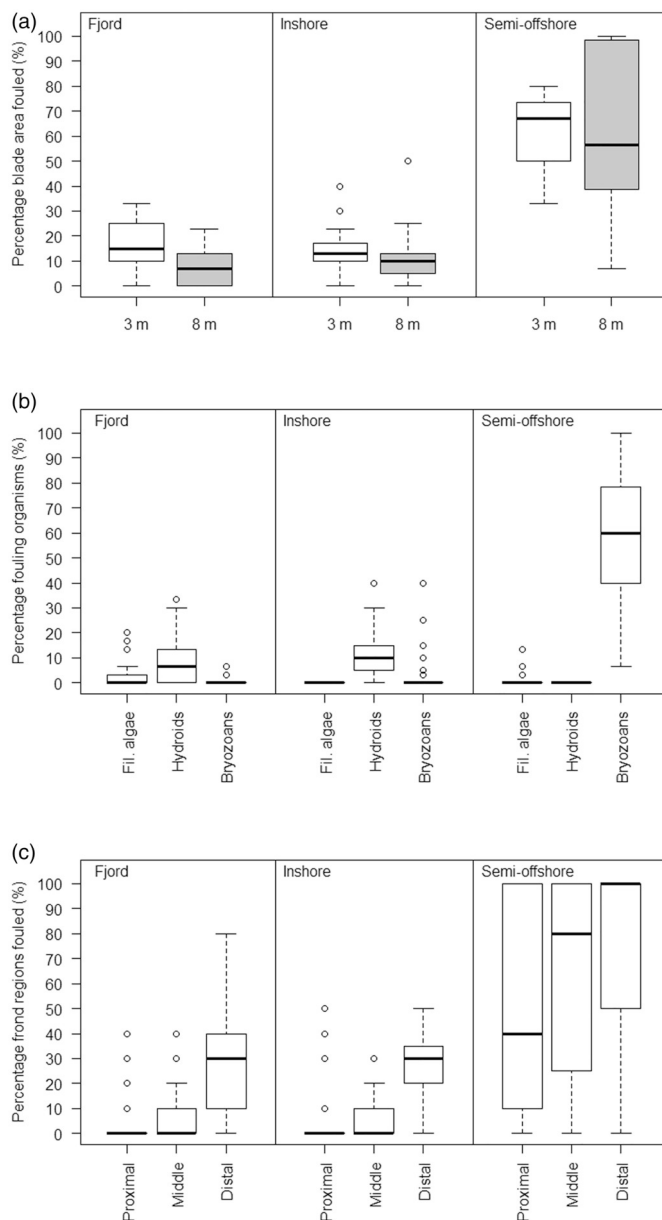 (a)
Fjord Inshore Semi-offshore
Percentage blade area fouled (%)
100
90
80
70
60
50
40
30
20
10
0
3 m 8 m 3 m 8 m 3 m 8 m
(b)
Fjord Inshore Semi-offshore
Percentage fouling organisms (%)
100
90
80
70
60
50
40
30
20
10
0
Fil. algae Hydroids Bryozoans Fil. algae Hydroids Bryozoans Fil. algae Hydroids Bryozoans
(c)
Fjord Inshore Semi-offshore
Percentage frond regions fouled (%)
100
90
80
70
60
50
40
30
20
10
0
Proximal Middle Distal Proximal Middle Distal Proximal Middle Distal